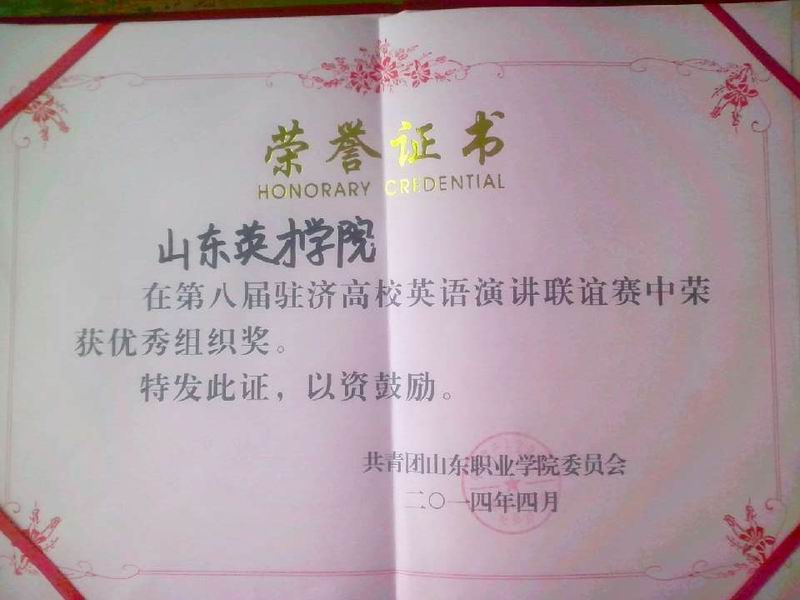 荣誉证书
HONORARY CREDENTIAL
山东英才学院
在第八届驻济高校英语演讲联谊赛中荣
获优秀组织奖。
特发此证，以资鼓励。
共青团山东职业学院委员会
二〇一四年四月